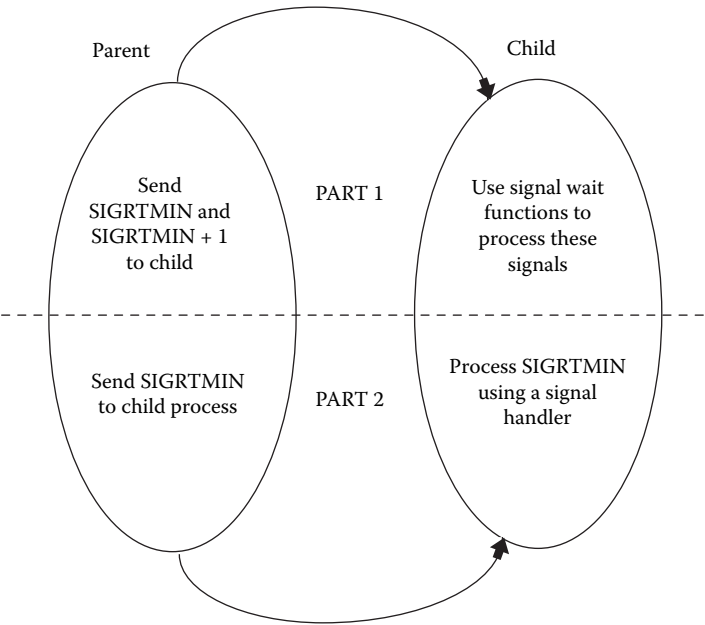 Parent
Child
Send
SIGRTMIN and
SIGRTMIN + 1
to child
PART 1
Use signal wait
functions to
process these
signals
Send SIGRTMIN
to child process
PART 2
Process SIGRTMIN
using a signal
handler